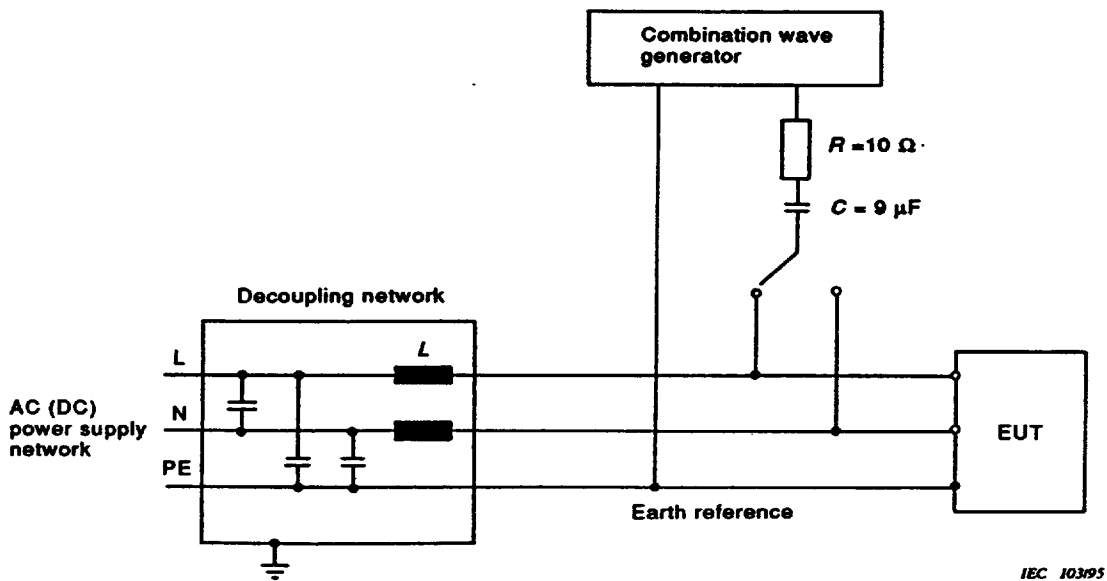 Combination wave
generator
R = 10 Ω
C = 9 µF
Decoupling network
L
L
N
AC (DC)
power supply
network
PE
EUT
Earth reference
IEC 103/95